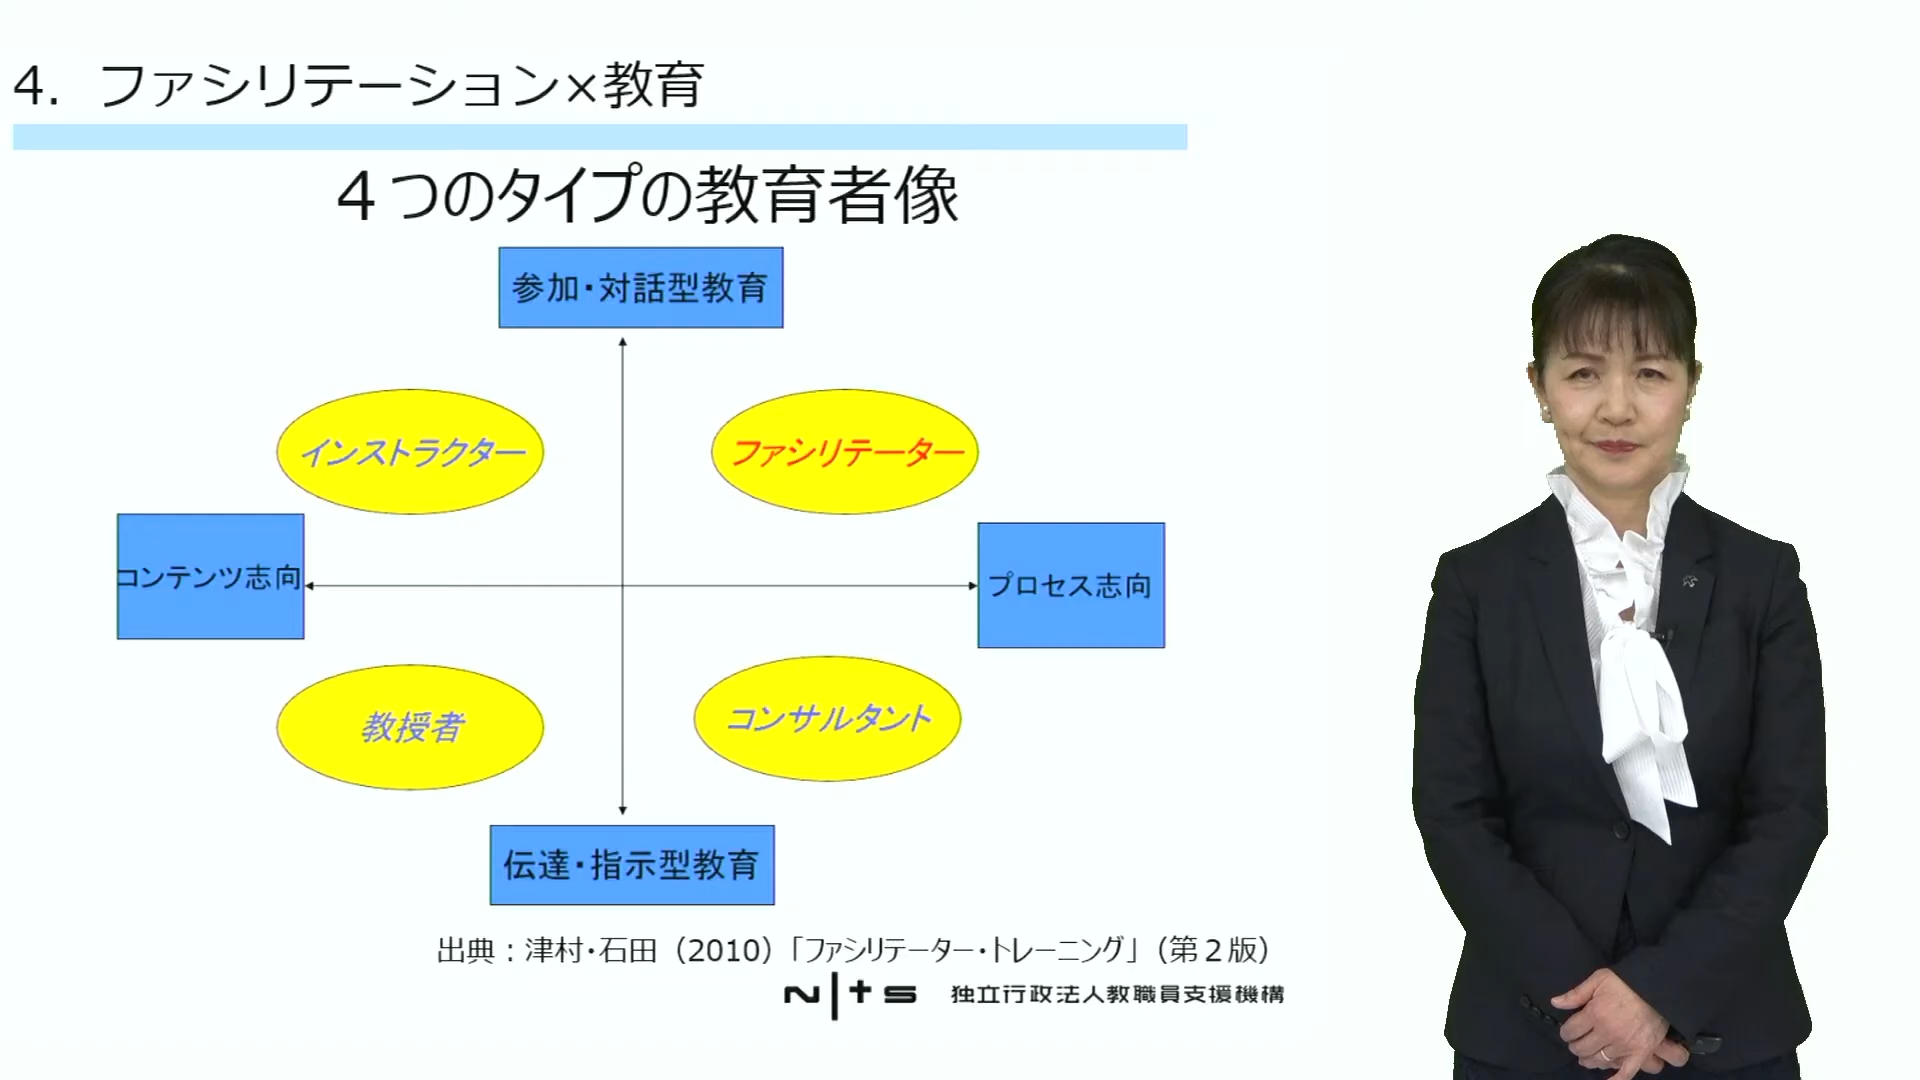 4. ファシリテーション×教育
４つのタイプの教育者像
参加・対話型教育
インストラクター
ファシリテーター
コンテンツ志向
プロセス志向
教授者
コンサルタント
伝達・指示型教育
出典：津村・石田（2010）「ファシリテーター・トレーニング」（第２版）
NITS 独立行政法人教職員支援機構